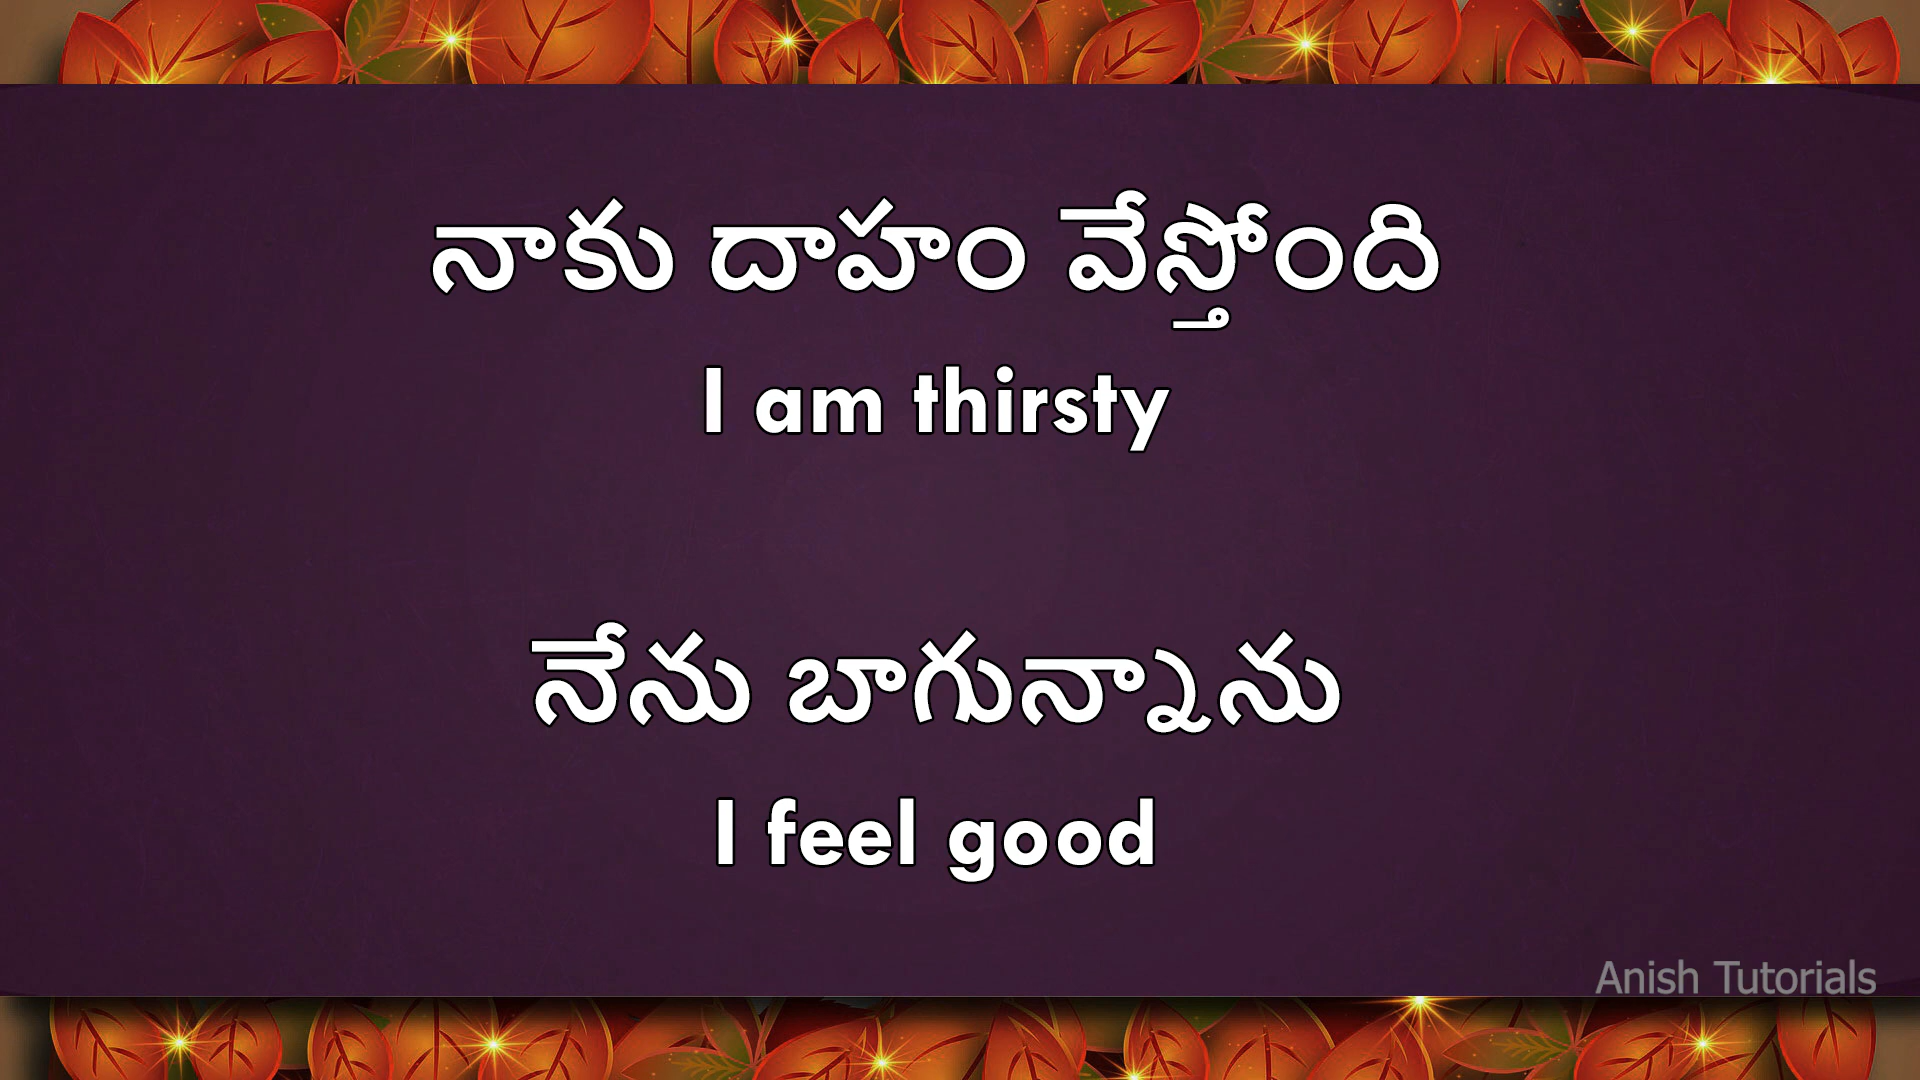 నాకు దాహం వేస్తోంది
I am thirsty
నేను బాగున్నాను
I feel good
Anish Tutorials